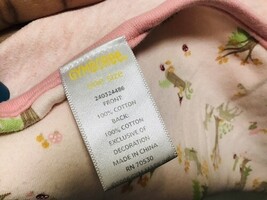 240324486
FRONT:
100% COTTON
BACK:
100% COTTON
EXCLUSIVE OF
DECORATION
MADE IN CHINA
RN 70530